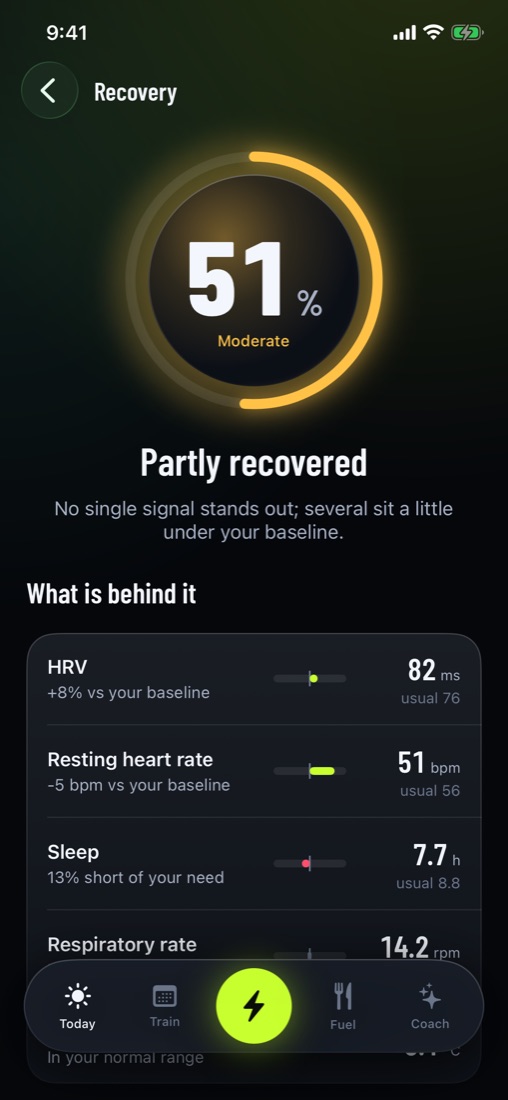 9:41
Recovery
51 %
Moderate
Partly recovered
No single signal stands out; several sit a little
under your baseline.
What is behind it
HRV
82 ms
+8% vs your baseline
usual 76
Resting heart rate
51 bpm
-5 bpm vs your baseline
usual 56
Sleep
7.7 h
13% short of your need
usual 8.8
Respiratory rate
14.2 rpm
Today
Train
Fuel
Coach
In your normal range